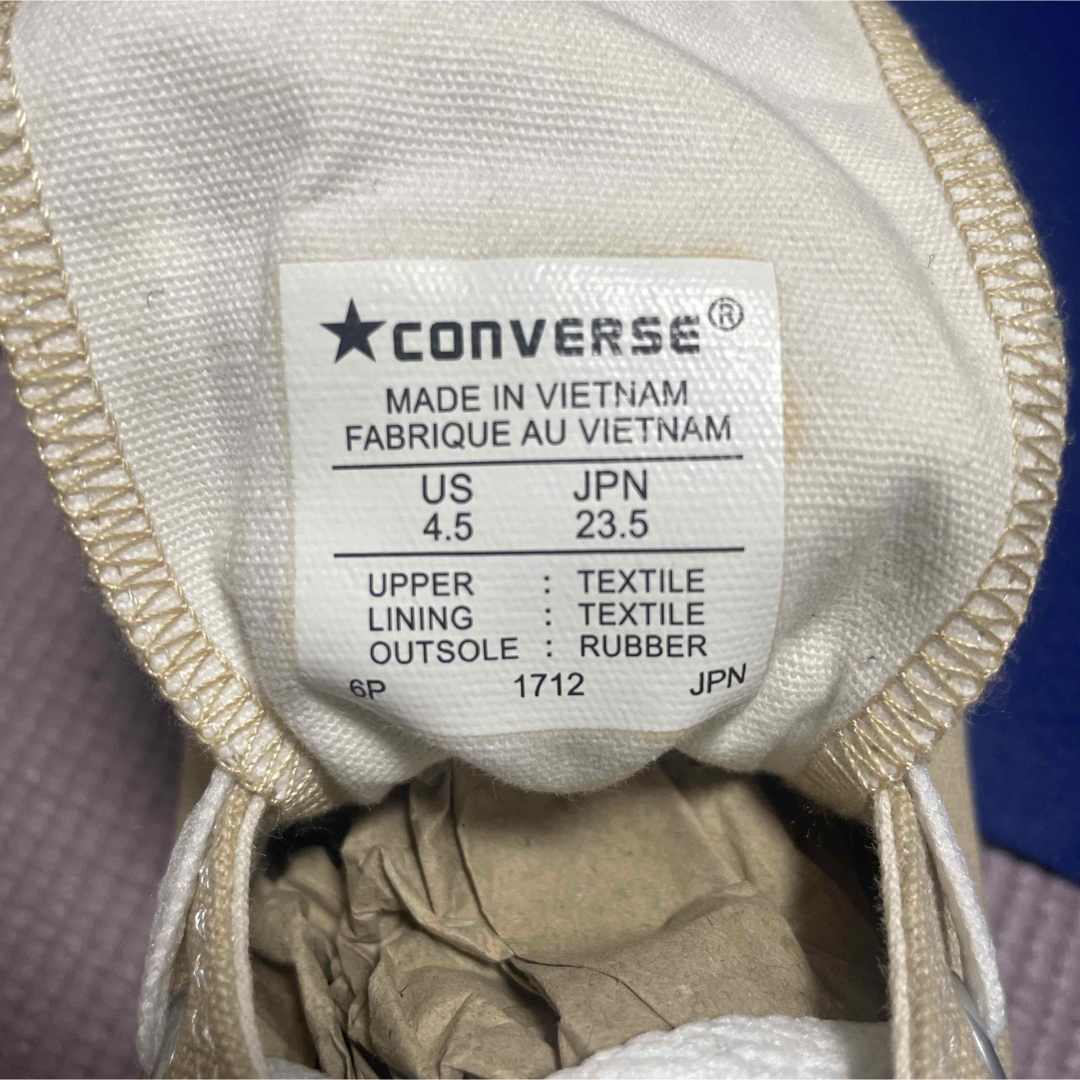 ★CONVERSE®
MADE IN VIETNAM
FABRIQUE AU VIETNAM
US JPN
4.5 23.5
UPPER : TEXTILE
LINING : TEXTILE
OUTSOLE : RUBBER
6P 1712 JPN